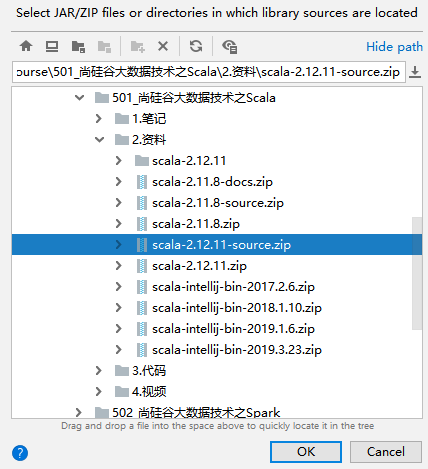 Select JAR/ZIP files or directories in which library sources are located
Hide path
ourse\501_尚硅谷大数据技术之Scala\2.资料\scala-2.12.11-source.zip
501_尚硅谷大数据技术之Scala
1.笔记
2.资料
scala-2.12.11
scala-2.11.8-docs.zip
scala-2.11.8-source.zip
scala-2.11.8.zip
scala-2.12.11-source.zip
scala-2.12.11.zip
scala-intellij-bin-2017.2.6.zip
scala-intellij-bin-2018.1.10.zip
scala-intellij-bin-2019.1.6.zip
scala-intellij-bin-2019.3.23.zip
3.代码
4.视频
502_尚硅谷大数据技术之Spark
Drag and drop a file into the space above to quickly locate it in the tree
?
OK
Cancel